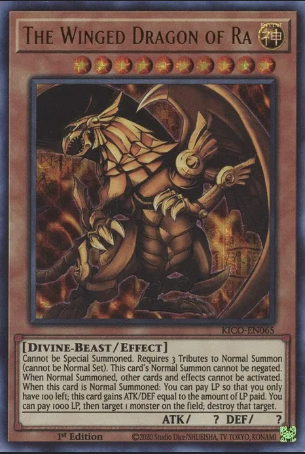 THE WINGED DRAGON OF RA
神
KICO-EN065
[DIVINE-BEAST/EFFECT]
Cannot be Special Summoned. Requires 3 Tributes to Normal Summon
(cannot be Normal Set). This card's Normal Summon cannot be negated.
When Normal Summoned, other cards and effects cannot be activated.
When this card is Normal Summoned: You can pay LP so that you only
have 100 left; this card gains ATK/DEF equal to the amount of LP paid. You
can pay 1000 LP, then target 1 monster on the field; destroy that target.
ATK/ ? DEF/ ?
1st Edition
©2020 Studio Dice/SHUEISHA, TV TOKYO, KONAMI